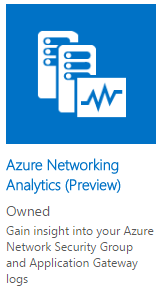 Azure Networking
Analytics (Preview)
Owned
Gain insight into your Azure
Network Security Group
and Application Gateway
logs